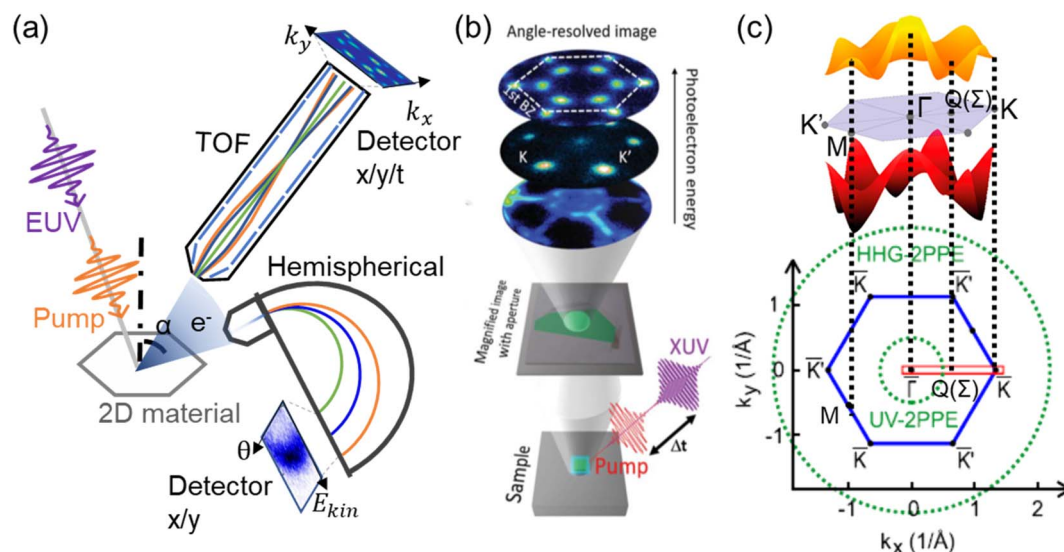 (a)
k_y
k_x
TOF
Detector
x/y/t
EUV
Pump
α
e-
Hemispherical
2D material
θ
E_kin
Detector
x/y
(b)
Angle-resolved image
1st BZ
K
K'
Photoelectron energy
Magnified image
with aperture
XUV
Pump
Δt
Sample
(c)
Γ
Q(Σ)
K
K'
M
HHG-2PPE
K̅
K̅'
1
K̅'
0
Γ̅
Q(Σ)
K̅
M
UV-2PPE
-1
K̅
K̅'
k_y (1/Å)
-1
0
1
2
k_x (1/Å)